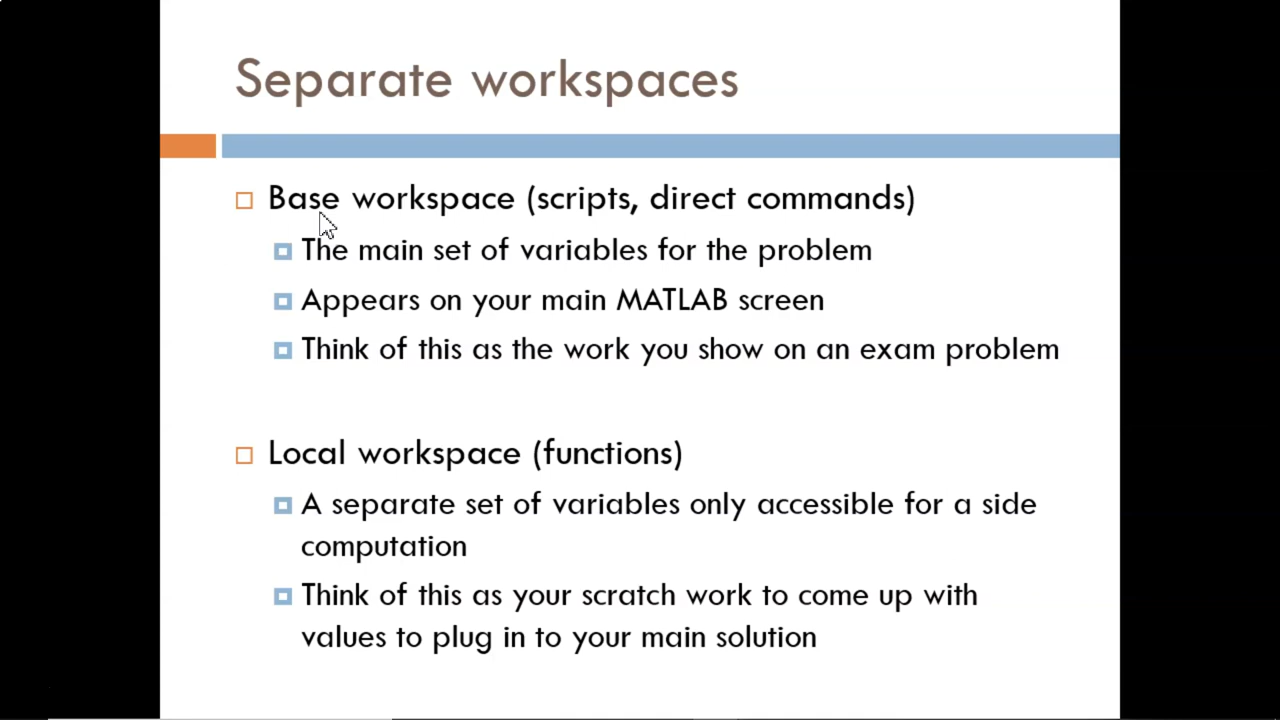 Separate workspaces
Base workspace (scripts, direct commands)
The main set of variables for the problem
Appears on your main MATLAB screen
Think of this as the work you show on an exam problem
Local workspace (functions)
A separate set of variables only accessible for a side
computation
Think of this as your scratch work to come up with
values to plug in to your main solution